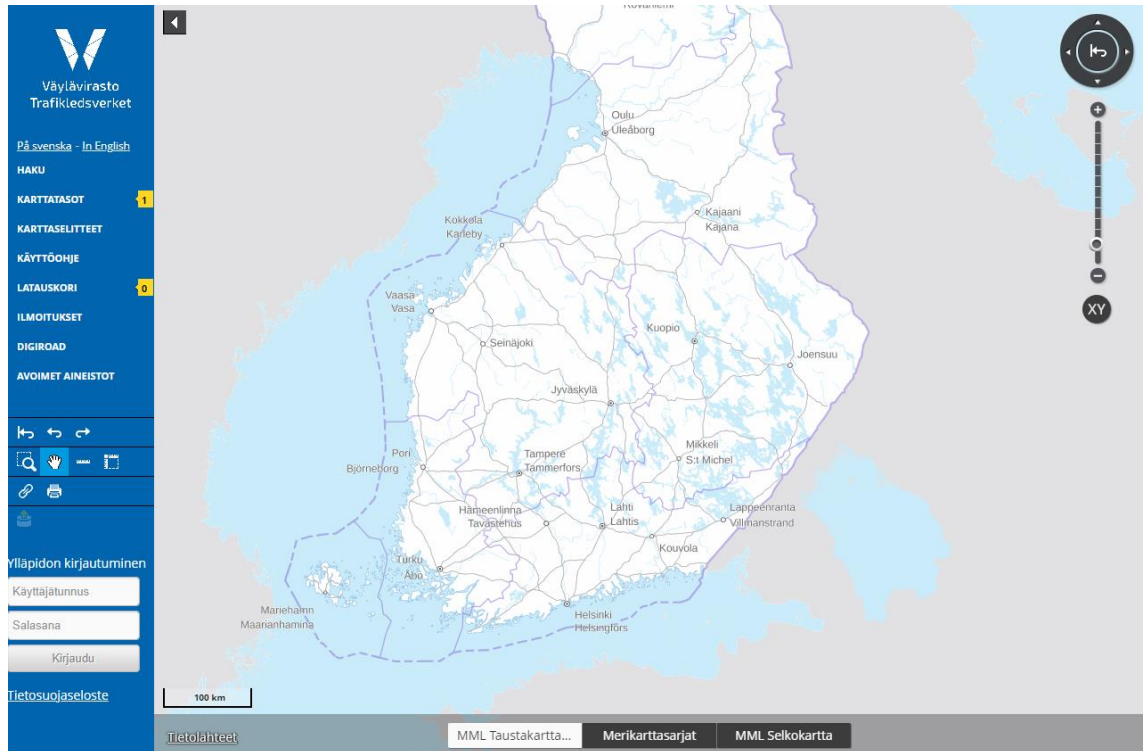 Väylävirasto
Trafikledsverket
På svenska - In English
HAKU
KARTTATASOT 1
KARTTASELITTEET
KÄYTTÖOHJE
LATAUSKORI 0
ILMOITUKSET
DIGIROAD
AVOIMET AINEISTOT
Ylläpidon kirjautuminen
Käyttäjätunnus
Salasana
Kirjaudu
Tietosuojaseloste
Rovaniemi
Oulu
Uleåborg
Kajaani
Kajana
Kokkola
Karleby
Vaasa
Vasa
Seinäjoki
Kuopio
Joensuu
Jyväskylä
Pori
Björneborg
Tampere
Tammerfors
Mikkeli
S:t Michel
Hämeenlinna
Tavastehus
Lahti
Lahtis
Lappeenranta
Villmanstrand
Kouvola
Turku
Åbo
Mariehamn
Maarianhamina
Helsinki
Helsingfors
XY
100 km
Tietolähteet
MML Taustakartta...
Merikarttasarjat
MML Selkokartta